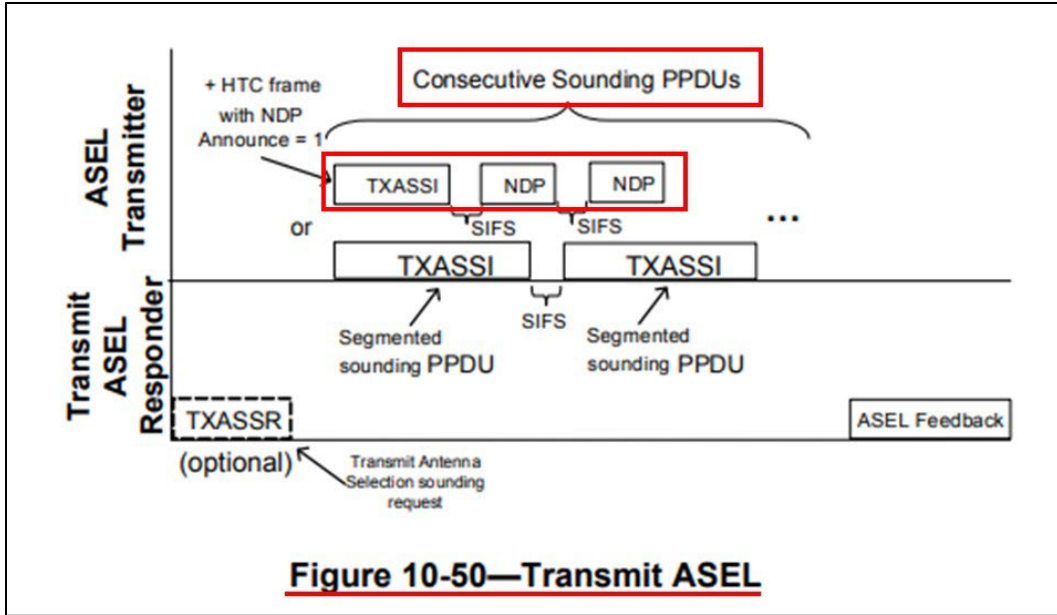 Consecutive Sounding PPDUs
+ HTC frame
with NDP
Announce = 1
ASEL
Transmitter
TXASSI
NDP
NDP
SIFS
SIFS
...
or
TXASSI
TXASSI
SIFS
Segmented
sounding PPDU
Segmented
sounding PPDU
Transmit
ASEL
Responder
TXASSR
(optional)
Transmit Antenna
Selection sounding
request
ASEL Feedback
Figure 10-50—Transmit ASEL